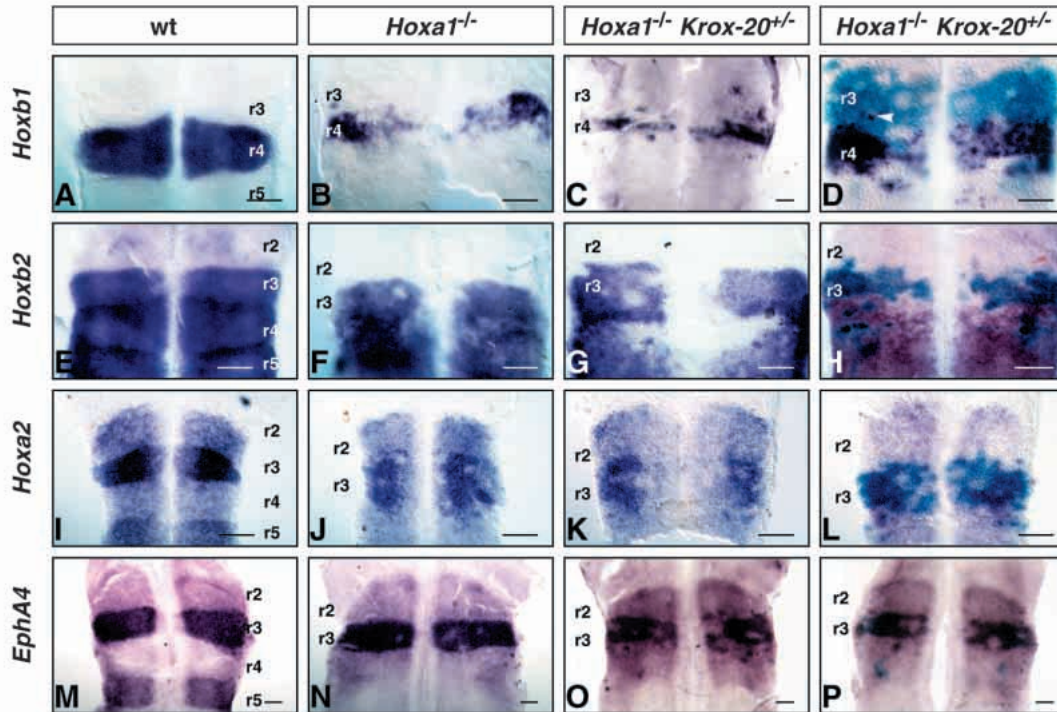 wt Hoxa1-/- Hoxa1-/- Krox-20+/- Hoxa1-/- Krox-20+/-
Hoxb1
r3
r4
r5
A
r3
r4
B
r3
r4
C
r3
r4
D
Hoxb2
r2
r3
r4
r5
E
r2
r3
F
r2
r3
G
r2
r3
H
Hoxa2
r2
r3
r4
r5
I
r2
r3
J
r2
r3
K
r2
r3
L
EphA4
r2
r3
r4
r5
M
r2
r3
N
r2
r3
O
r2
r3
P